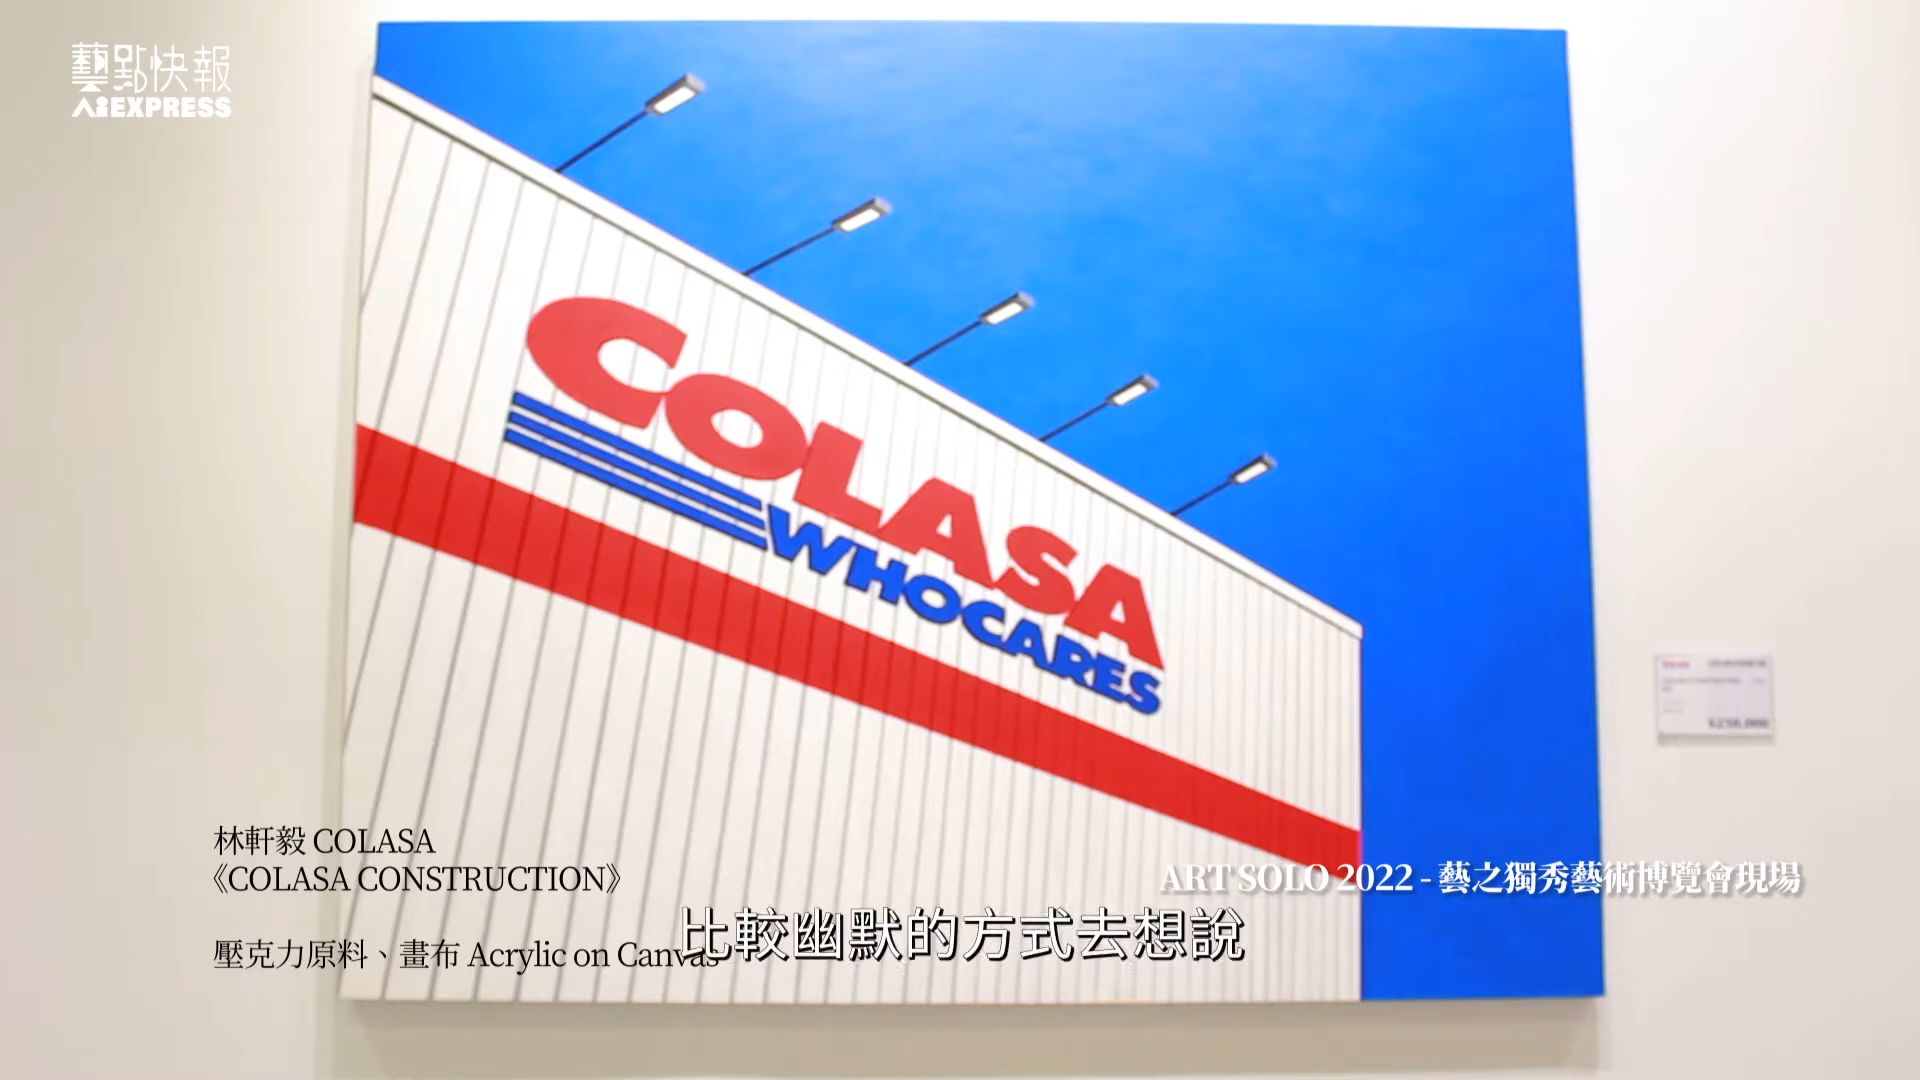 藝點快報
EXPRESS
COLASA
WHOCARES
林軒毅 COLASA
《COLASA CONSTRUCTION》
ART SOLO 2022 - 藝之獨秀藝術博覽會現場
比較幽默的方式去想說
壓克力原料、畫布 Acrylic on Canvas